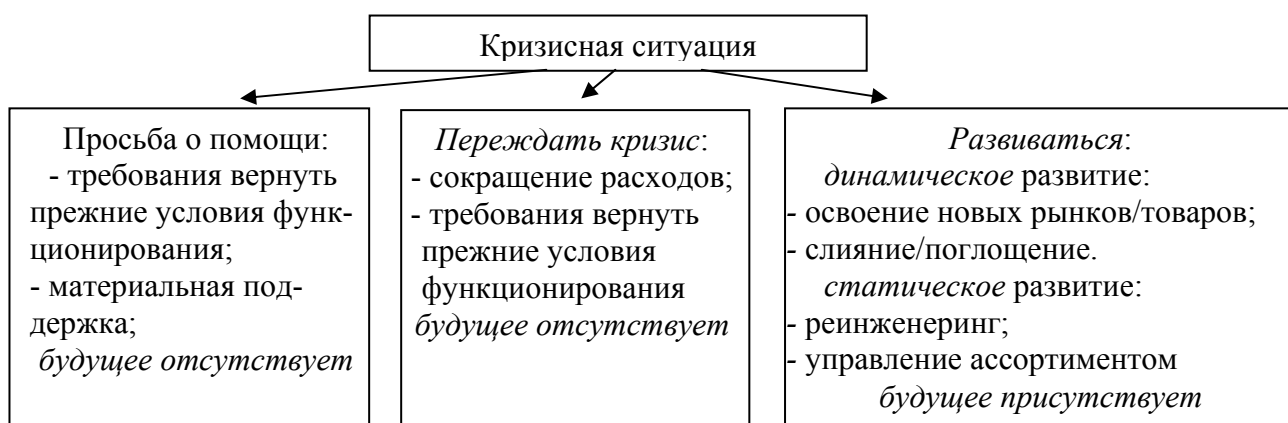 Кризисная ситуация
Просьба о помощи:
- требования вернуть
прежние условия функ-
ционирования;
- материальная под-
держка;
будущее отсутствует
Переждать кризис:
- сокращение расходов;
- требования вернуть
прежние условия
функционирования
будущее отсутствует
Развиваться:
динамическое развитие:
- освоение новых рынков/товаров;
- слияние/поглощение.
статическое развитие:
- реинженеринг;
- управление ассортиментом
будущее присутствует